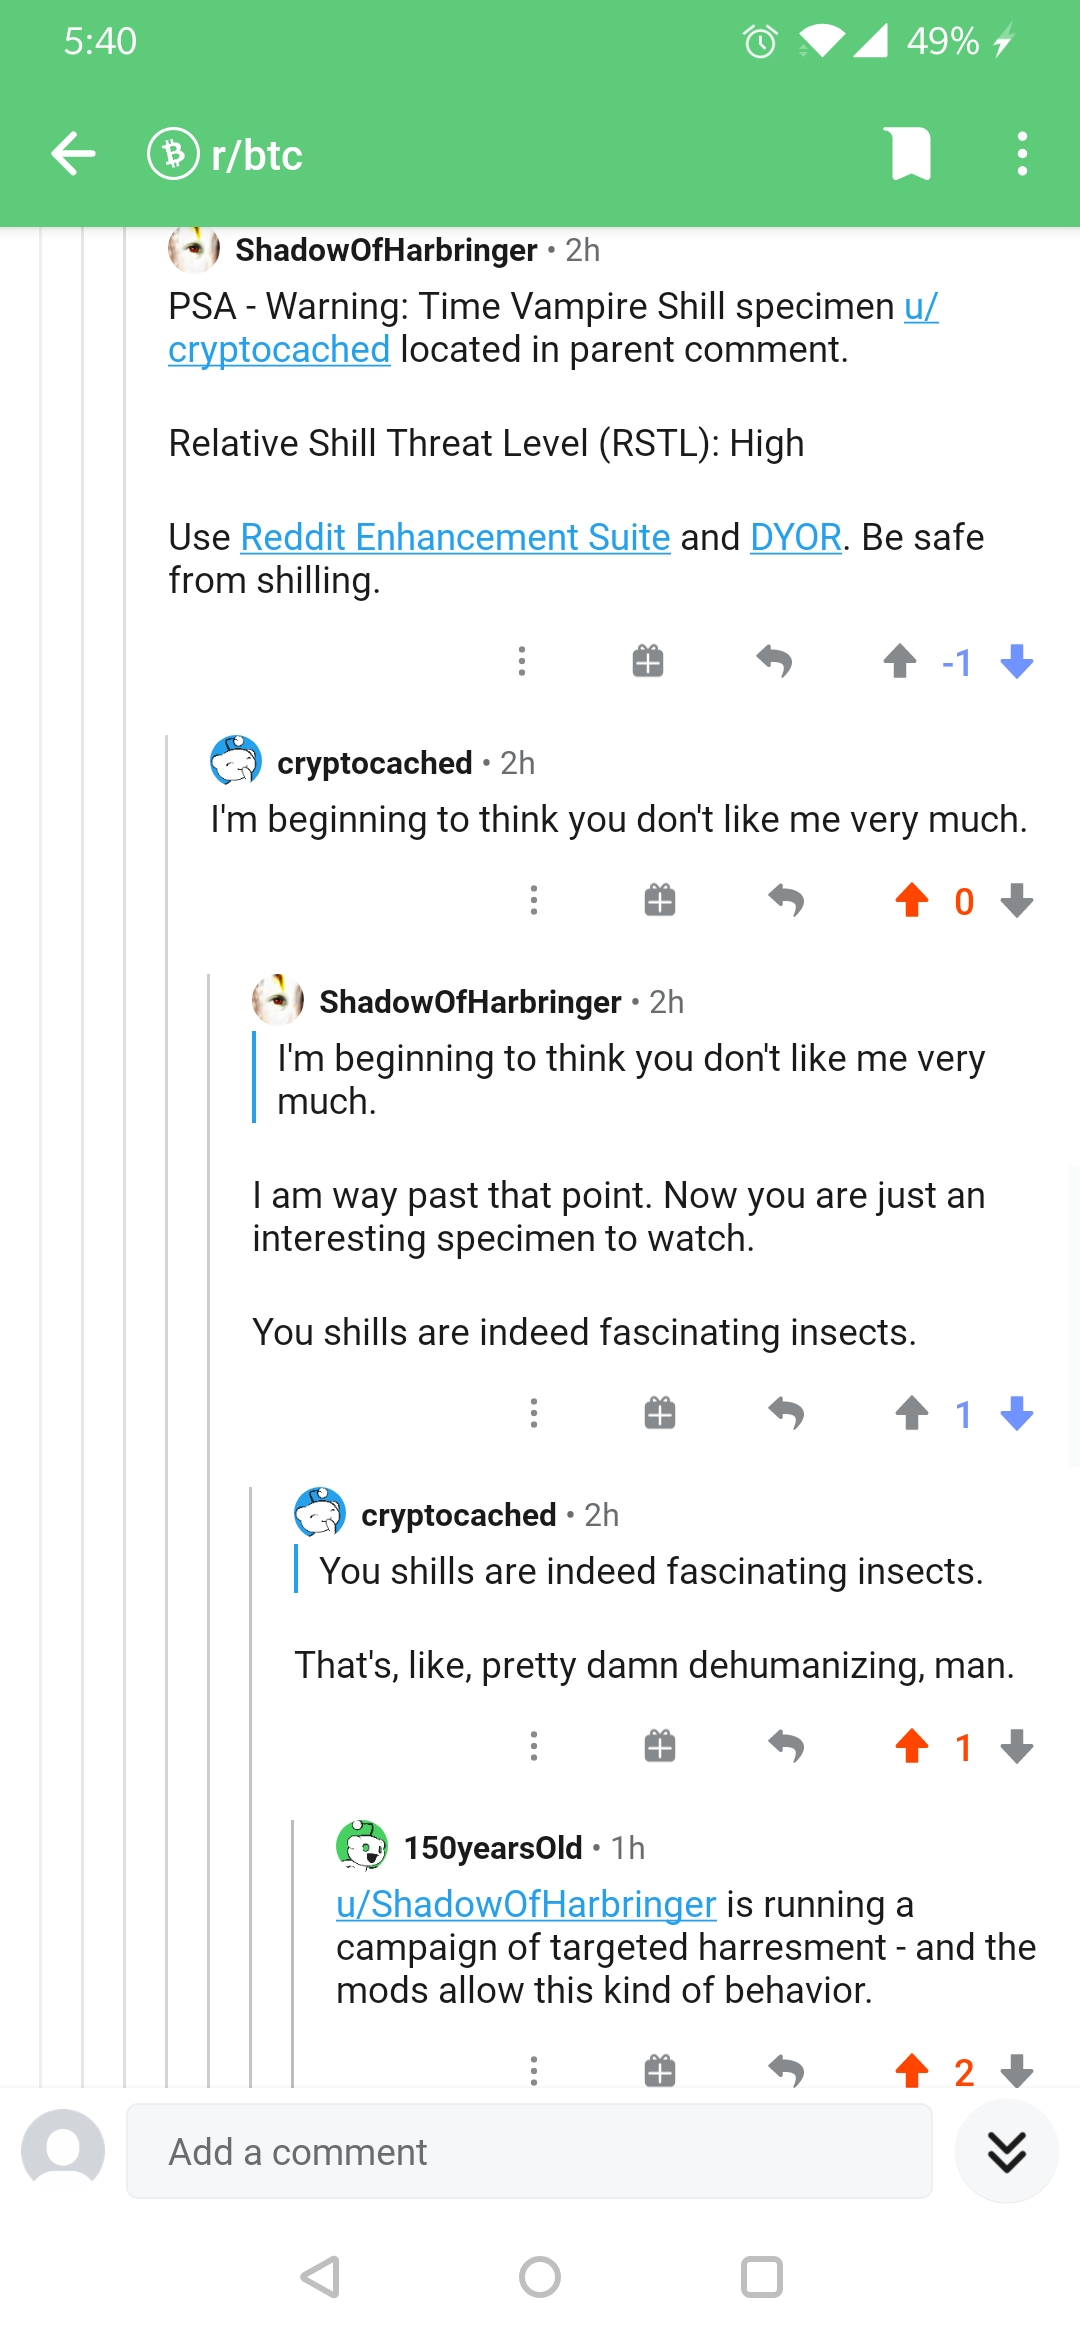 5:40
49%
r/btc
ShadowOfHarbringer • 2h
PSA - Warning: Time Vampire Shill specimen u/
cryptocached located in parent comment.
Relative Shill Threat Level (RSTL): High
Use Reddit Enhancement Suite and DYOR. Be safe
from shilling.
-1
cryptocached • 2h
I'm beginning to think you don't like me very much.
0
ShadowOfHarbringer • 2h
I'm beginning to think you don't like me very
much.
I am way past that point. Now you are just an
interesting specimen to watch.
You shills are indeed fascinating insects.
1
cryptocached • 2h
You shills are indeed fascinating insects.
That's, like, pretty damn dehumanizing, man.
1
150yearsOld • 1h
u/ShadowOfHarbringer is running a
campaign of targeted harresment - and the
mods allow this kind of behavior.
2
Add a comment